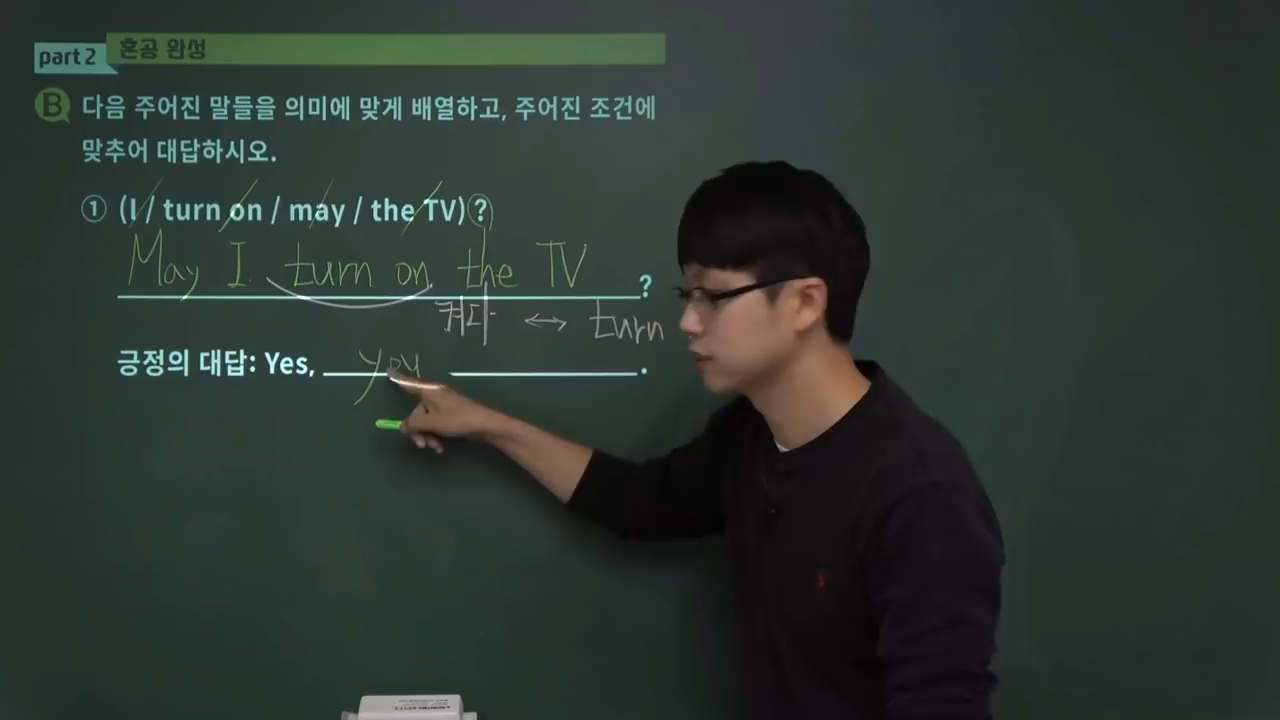 part 2 혼공 완성
B 다음 주어진 말들을 의미에 맞게 배열하고, 주어진 조건에
맞추어 대답하시오.
① (I / turn on / may / the TV) ?
May I turn on the TV ?
켜다 ↔ turn
긍정의 대답: Yes, you .